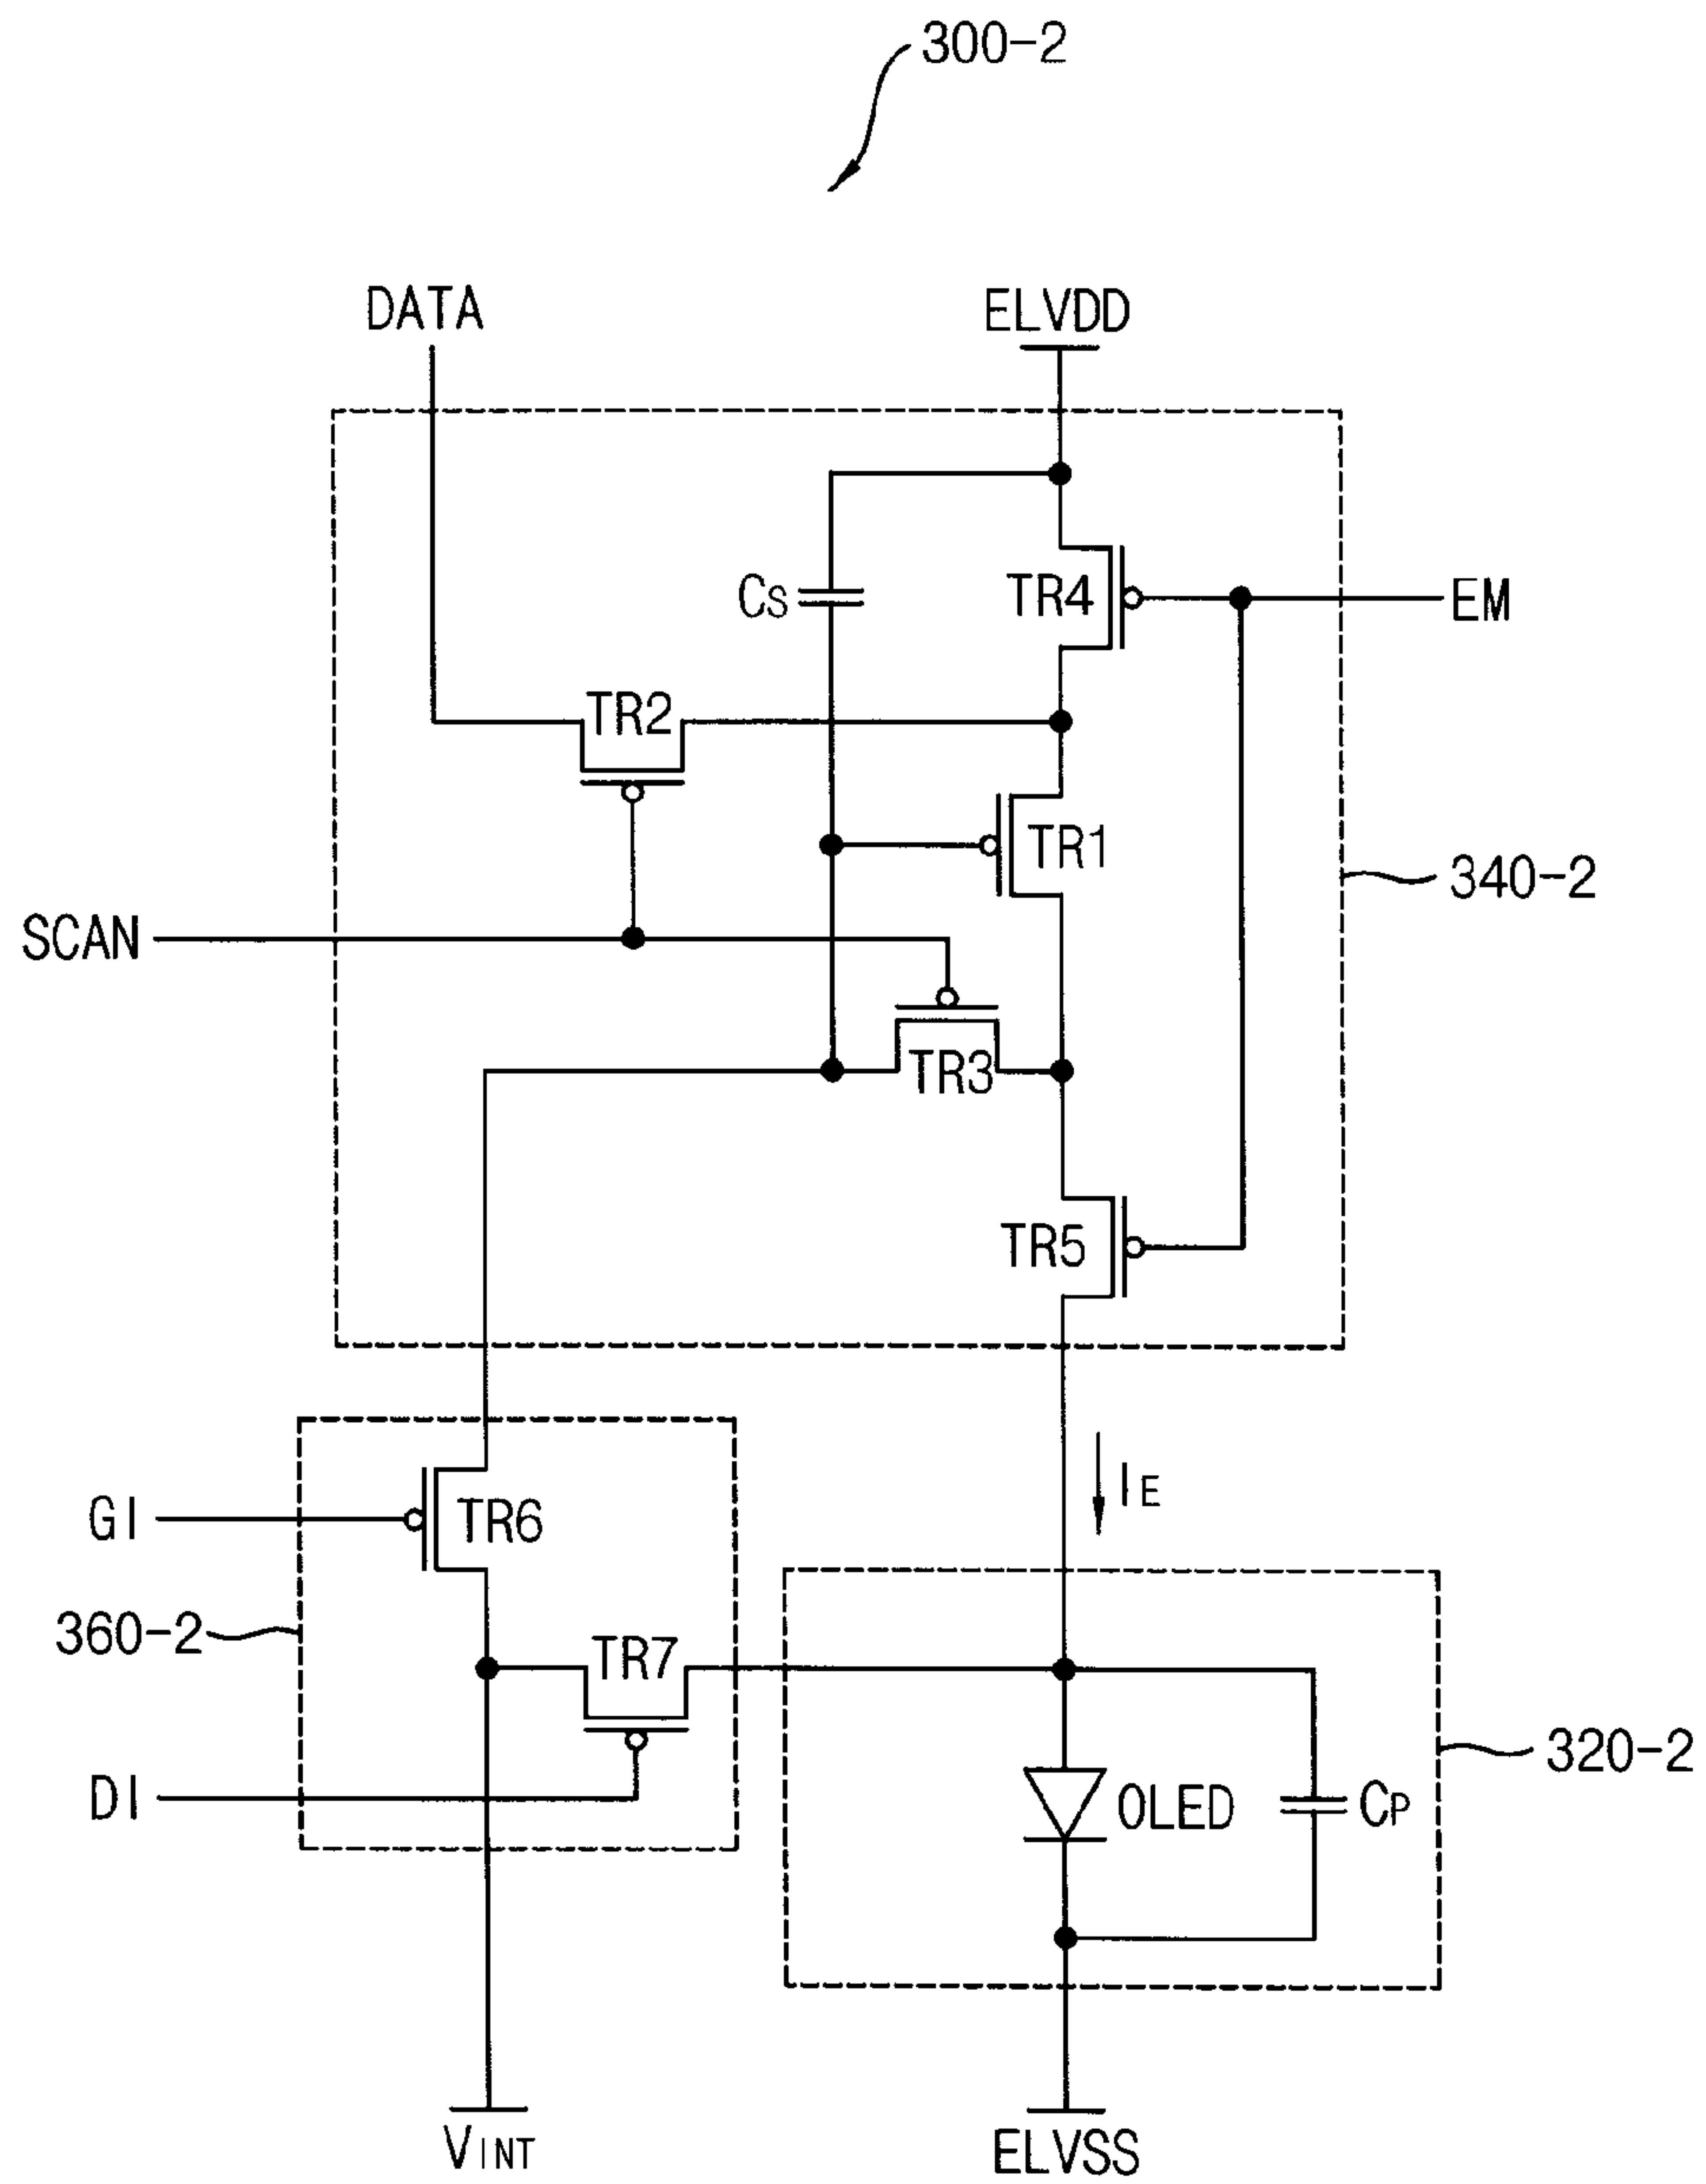 300-2
DATA
ELVDD
CS
TR4
EM
TR2
TR1
340-2
SCAN
TR3
TR5
IE
GI
TR6
360-2
TR7
320-2
DI
OLED
CP
VINT
ELVSS